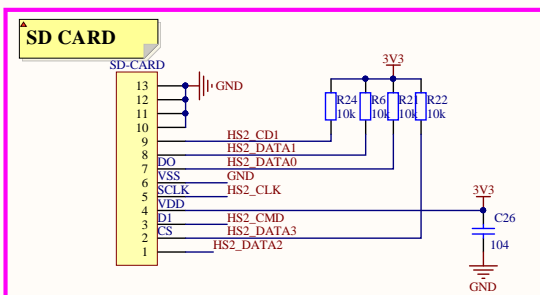 SD CARD
SD-CARD
3V3
13
GND
12
R24
R6
R21
R22
10k
10k
10k
10k
11
10
9
HS2_CD1
8
HS2_DATA1
DO
HS2_DATA0
7
VSS
GND
6
SCLK
HS2_CLK
5
VDD
3V3
4
D1
HS2_CMD
C26
3
CS
HS2_DATA3
2
104
HS2_DATA2
1
GND